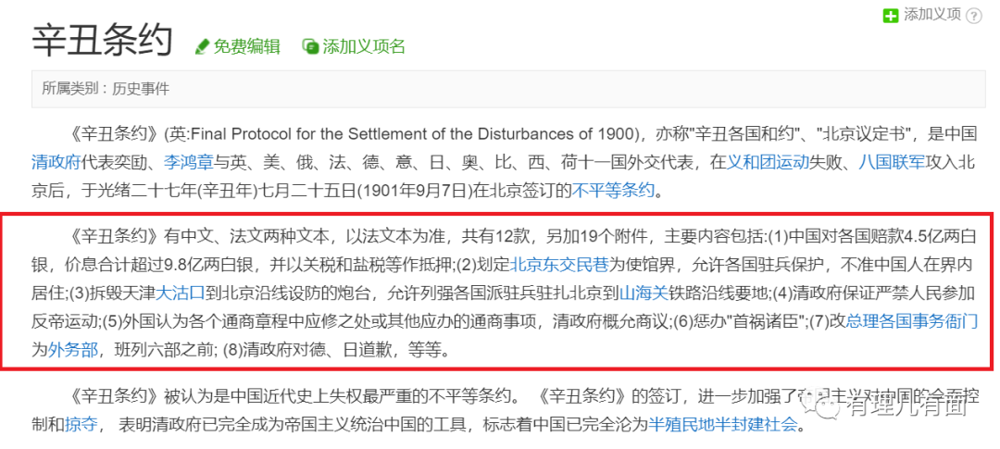 添加义项 ?
辛丑条约 免费编辑 添加义项名
所属类别：历史事件
《辛丑条约》(英:Final Protocol for the Settlement of the Disturbances of 1900)，亦称"辛丑各国和约"、"北京议定书"，是中国
清政府代表奕劻、李鸿章与英、美、俄、法、德、意、日、奥、比、西、荷十一国外交代表，在义和团运动失败、八国联军攻入北
京后，于光绪二十七年(辛丑年)七月二十五日(1901年9月7日)在北京签订的不平等条约。
《辛丑条约》有中文、法文两种文本，以法文本为准，共有12款，另加19个附件，主要内容包括:(1)中国对各国赔款4.5亿两白
银，价息合计超过9.8亿两白银，并以关税和盐税等作抵押;(2)划定北京东交民巷为使馆界，允许各国驻兵保护，不准中国人在界内
居住;(3)拆毁天津大沽口到北京沿线设防的炮台，允许列强各国派驻兵驻扎北京到山海关铁路沿线要地;(4)清政府保证严禁人民参加
反帝运动;(5)外国认为各个通商章程中应修之处或其他应办的通商事项，清政府概允商议;(6)惩办"首祸诸臣";(7)改总理各国事务衙门
为外务部，班列六部之前; (8)清政府对德、日道歉，等等。
《辛丑条约》被认为是中国近代史上失权最严重的不平等条约。 《辛丑条约》的签订，进一步加强了帝国主义对中国的全面控
制和掠夺， 表明清政府已完全成为帝国主义统治中国的工具，标志着中国已完全沦为半殖民地半封建社会。
有理儿有面